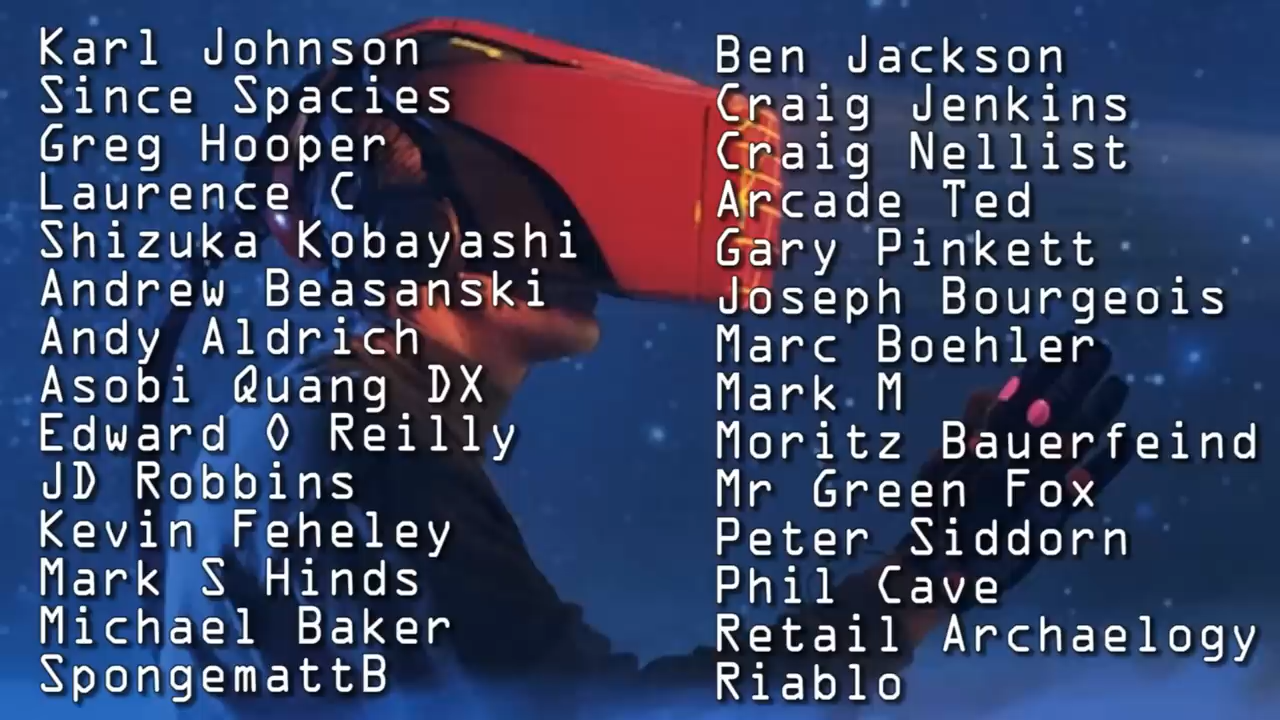 Karl Johnson
Since Spacies
Greg Hooper
Laurence C
Shizuka Kobayashi
Andrew Beasanski
Andy Aldrich
Asobi Quang DX
Edward O Reilly
JD Robbins
Kevin Feheley
Mark S Hinds
Michael Baker
SpongemattB
Ben Jackson
Craig Jenkins
Craig Nellist
Arcade Ted
Gary Pinkett
Joseph Bourgeois
Marc Boehler
Mark M
Moritz Bauerfeind
Mr Green Fox
Peter Siddorn
Phil Cave
Retail Archaelogy
Riablo